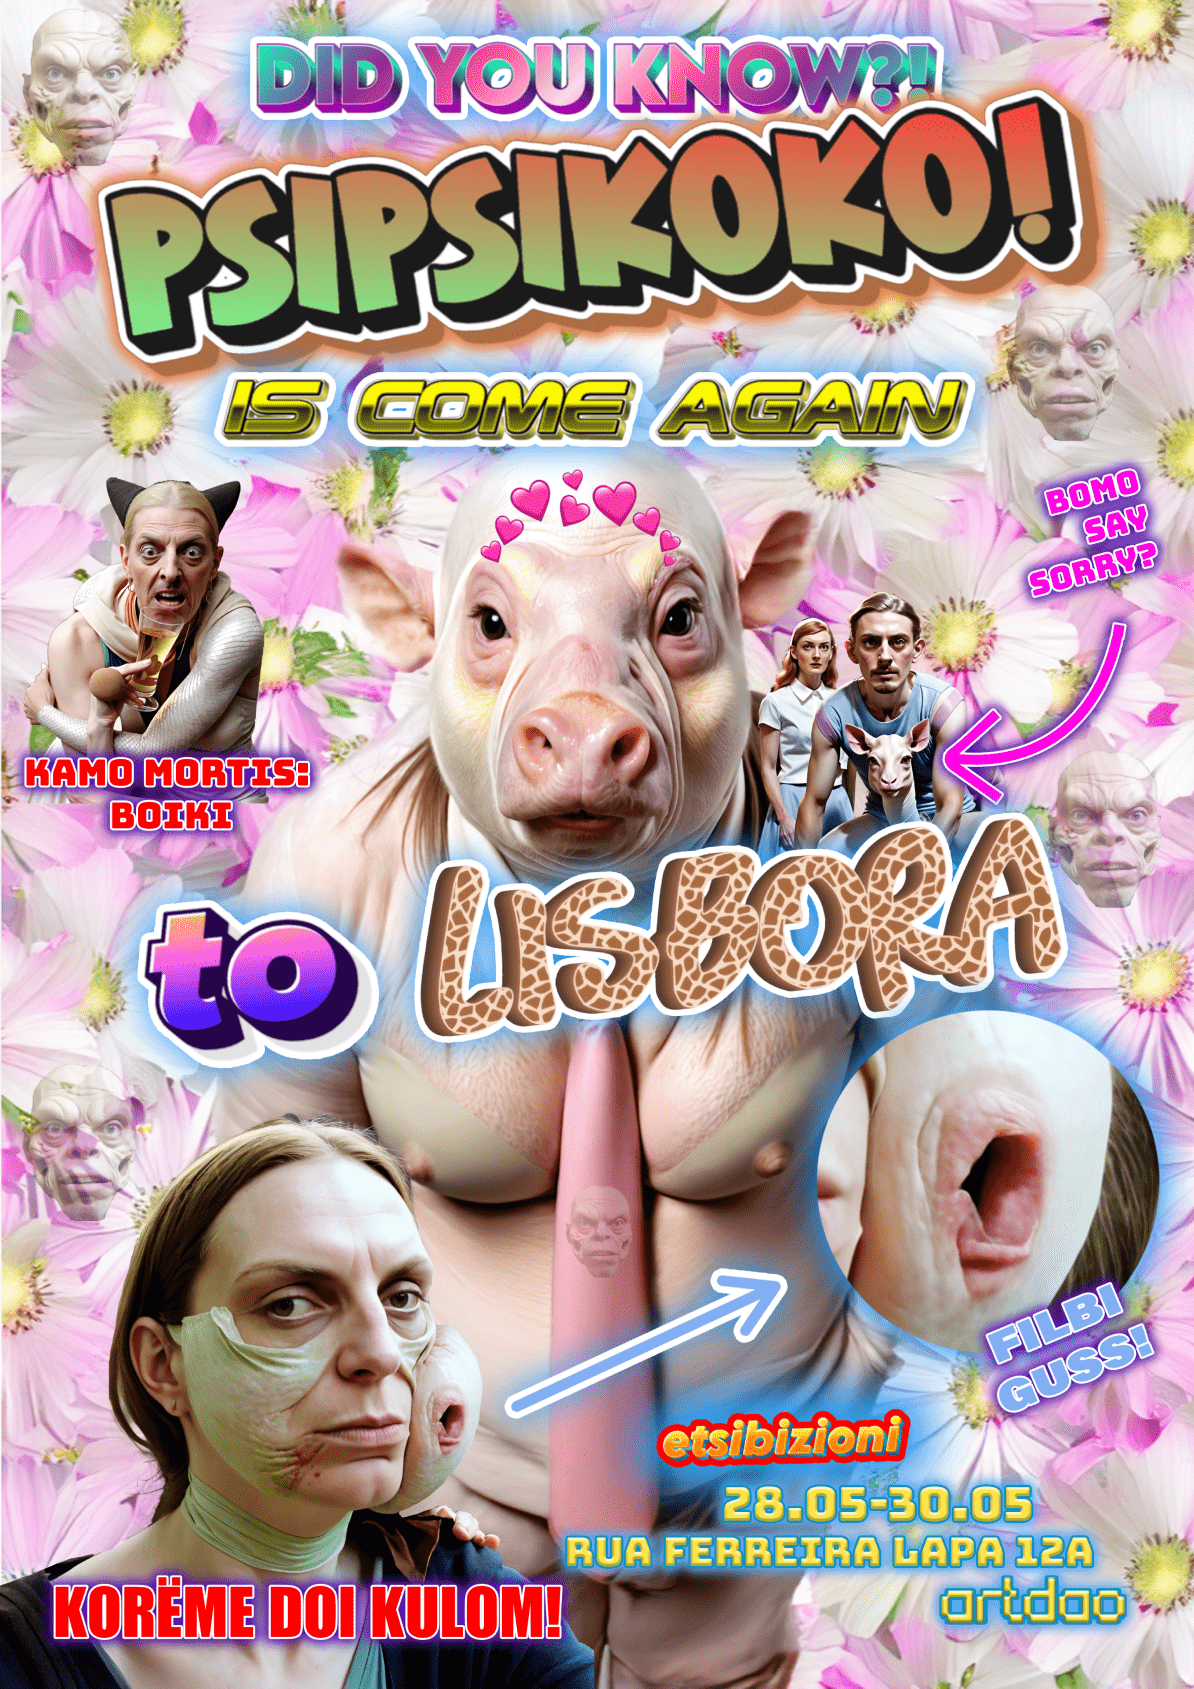 DID YOU KNOW?!
PSIPSIKOKO!
IS COME AGAIN
BOMO
SAY
SORRY?
KAMO MORTIS:
BOIKI
to LISBORA
FILBI
GUSS!
etsibizioni
28.05-30.05
RUA FERREIRA LAPA 12A
artdao
KORËME DOI KULOM!